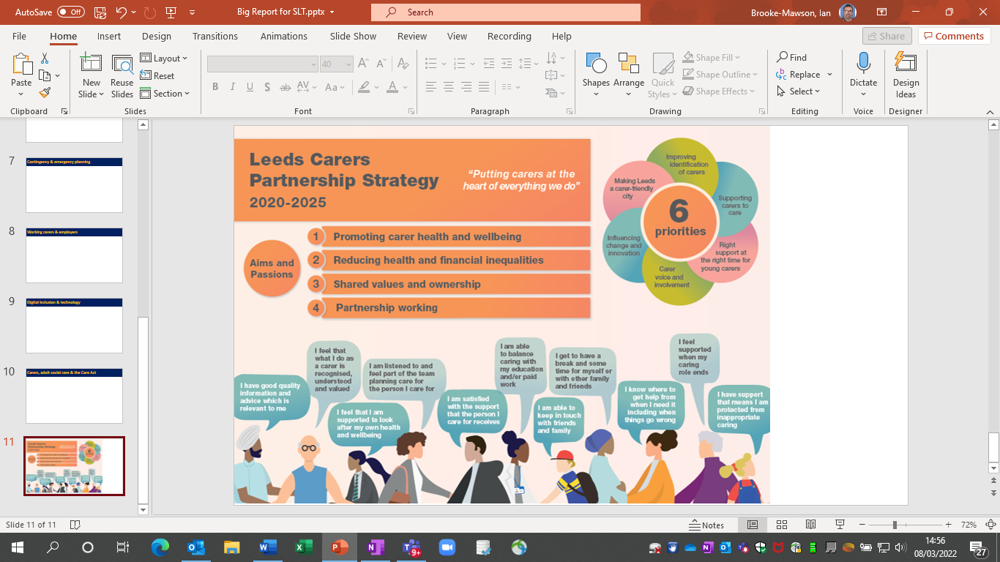 AutoSave Off
Big Report for SLT.pptx
Search
Brooke-Mawson, Ian
File Home Insert Design Transitions Animations Slide Show Review View Recording Help
Share Comments
Paste
Clipboard
New
Slide
Reuse
Slides
Layout
Reset
Section
Slides
40
Font
Paragraph
Shapes
Arrange
Quick
Styles
Shape Fill
Shape Outline
Shape Effects
Drawing
Find
Replace
Select
Editing
Dictate
Voice
Design
Ideas
Designer
7
Contingency & emergency planning
8
Working carers & employers
9
Digital inclusion & technology
10
Carers, adult social care & the Care Act
11
Leeds Carers
Partnership Strategy
2020-2025
“Putting carers at the
heart of everything we do”
Aims and
Passions
1 Promoting carer health and wellbeing
2 Reducing health and financial inequalities
3 Shared values and ownership
4 Partnership working
6
priorities
Improving
identification
of carers
Supporting
carers to
care
Right
support at
the right time for
young carers
Carer
voice and
involvement
Influencing
change and
innovation
Making Leeds
a carer-friendly
city
I have good quality
information and
advice which is
relevant to me
I feel that
what I do as
a carer is
recognised,
understood
and valued
I feel that I am
supported to look
after my own health
and wellbeing
I am listened to and
feel part of the team
planning care for
the person I care for
I am satisfied
with the support
that the person I
care for receives
I am able
to balance
caring with
my education
and/or paid
work
I am able to
keep in touch
with friends
and family
I get to have a
break and some
time for myself or
with other family
and friends
I know where to
get help from
when I need it
including when
things go wrong
I feel
supported
when my
caring
role ends
I have support
that means I am
protected from
inappropriate
caring
Slide 11 of 11
Notes
72%
9+
14:56
08/03/2022
27